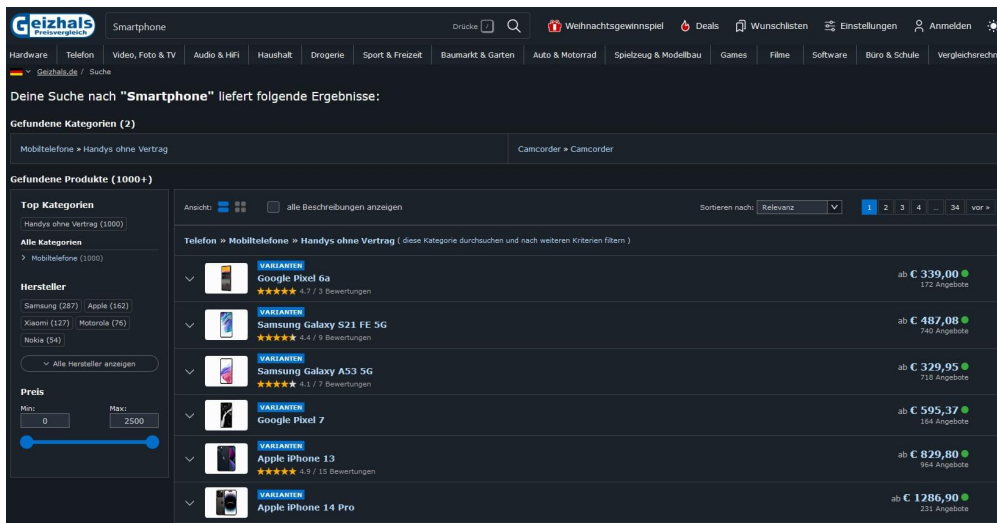 Geizhals
Preisvergleich
Smartphone
Drücke /
Weihnachtsgewinnspiel
Deals
Wunschlisten
Einstellungen
Anmelden
Hardware Telefon Video, Foto & TV Audio & HiFi Haushalt Drogerie Sport & Freizeit Baumarkt & Garten Auto & Motorrad Spielzeug & Modellbau Games Filme Software Büro & Schule Vergleichsrechn
Geizhals.de / Suche
Deine Suche nach "Smartphone" liefert folgende Ergebnisse:
Gefundene Kategorien (2)
Mobiltelefone » Handys ohne Vertrag
Camcorder » Camcorder
Gefundene Produkte (1000+)
Top Kategorien
Handys ohne Vertrag (1000)
Alle Kategorien
Mobiltelefone (1000)
Hersteller
Samsung (287) Apple (162)
Xiaomi (127) Motorola (76)
Nokia (54)
Alle Hersteller anzeigen
Preis
Min: Max:
0 2500
Ansicht: alle Beschreibungen anzeigen
Sortieren nach: Relevanz
1 2 3 4 … 34 vor »
Telefon » Mobiltelefone » Handys ohne Vertrag ( diese Kategorie durchsuchen und nach weiteren Kriterien filtern )
VARIANTEN
Google Pixel 6a
4.7 / 3 Bewertungen
ab € 339,00
172 Angebote
VARIANTEN
Samsung Galaxy S21 FE 5G
4.4 / 9 Bewertungen
ab € 487,08
740 Angebote
VARIANTEN
Samsung Galaxy A53 5G
4.1 / 7 Bewertungen
ab € 329,95
718 Angebote
VARIANTEN
Google Pixel 7
ab € 595,37
164 Angebote
VARIANTEN
Apple iPhone 13
4.9 / 15 Bewertungen
ab € 829,80
964 Angebote
VARIANTEN
Apple iPhone 14 Pro
ab € 1286,90
231 Angebote